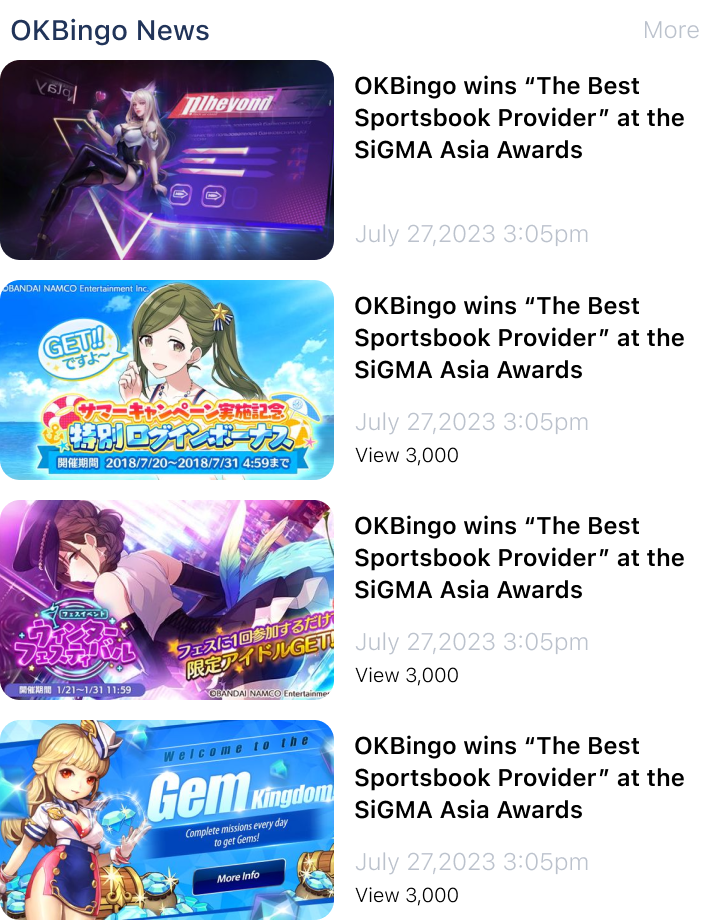 OKBingo News
More
play
Beyond
OKBingo wins “The Best
Sportsbook Provider” at the
SiGMA Asia Awards
July 27,2023 3:05pm
©BANDAI NAMCO Entertainment Inc.
GET!!
ですよ~
サマーキャンペーン実施記念
特別ログインボーナス
開催期間 2018/7/20~2018/7/31 4:59まで
OKBingo wins “The Best
Sportsbook Provider” at the
SiGMA Asia Awards
July 27,2023 3:05pm
View 3,000
フェスイベント
ウィンター
フェスティバル
開催期間 1/21~1/31 11:59
フェスに1回参加するだけ
限定アイドルGET!
©BANDAI NAMCO Entertainme
OKBingo wins “The Best
Sportsbook Provider” at the
SiGMA Asia Awards
July 27,2023 3:05pm
View 3,000
Welcome to the
Gem Kingdom
Complete missions every day
to get Gems!
More Info
OKBingo wins “The Best
Sportsbook Provider” at the
SiGMA Asia Awards
July 27,2023 3:05pm
View 3,000